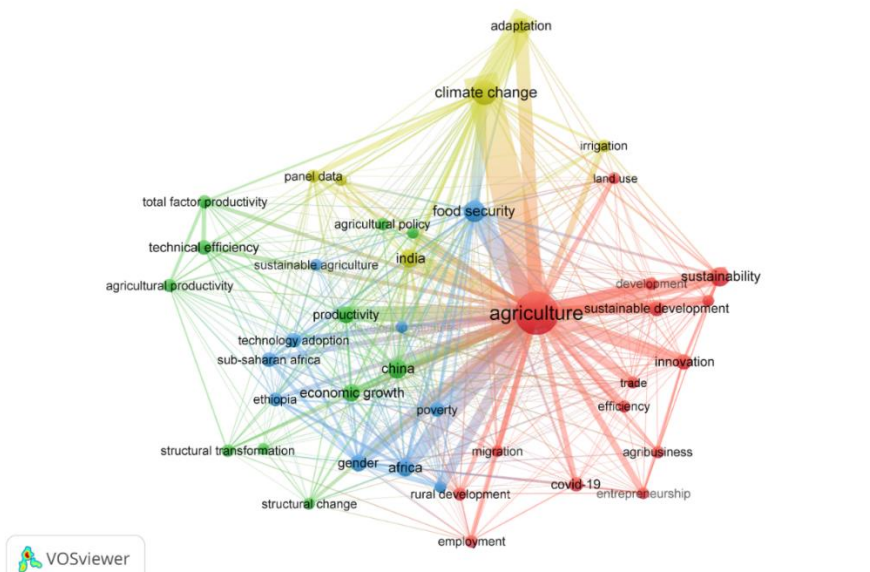 adaptation
climate change
irrigation
panel data
land use
total factor productivity
food security
agricultural policy
technical efficiency
india
sustainable agriculture
sustainability
agricultural productivity
development
agriculture
sustainable development
productivity
technology adoption
sub-saharan africa
innovation
china
trade
economic growth
ethiopia
efficiency
poverty
structural transformation
migration
agribusiness
gender
africa
covid-19
rural development
entrepreneurship
structural change
employment
VOSviewer